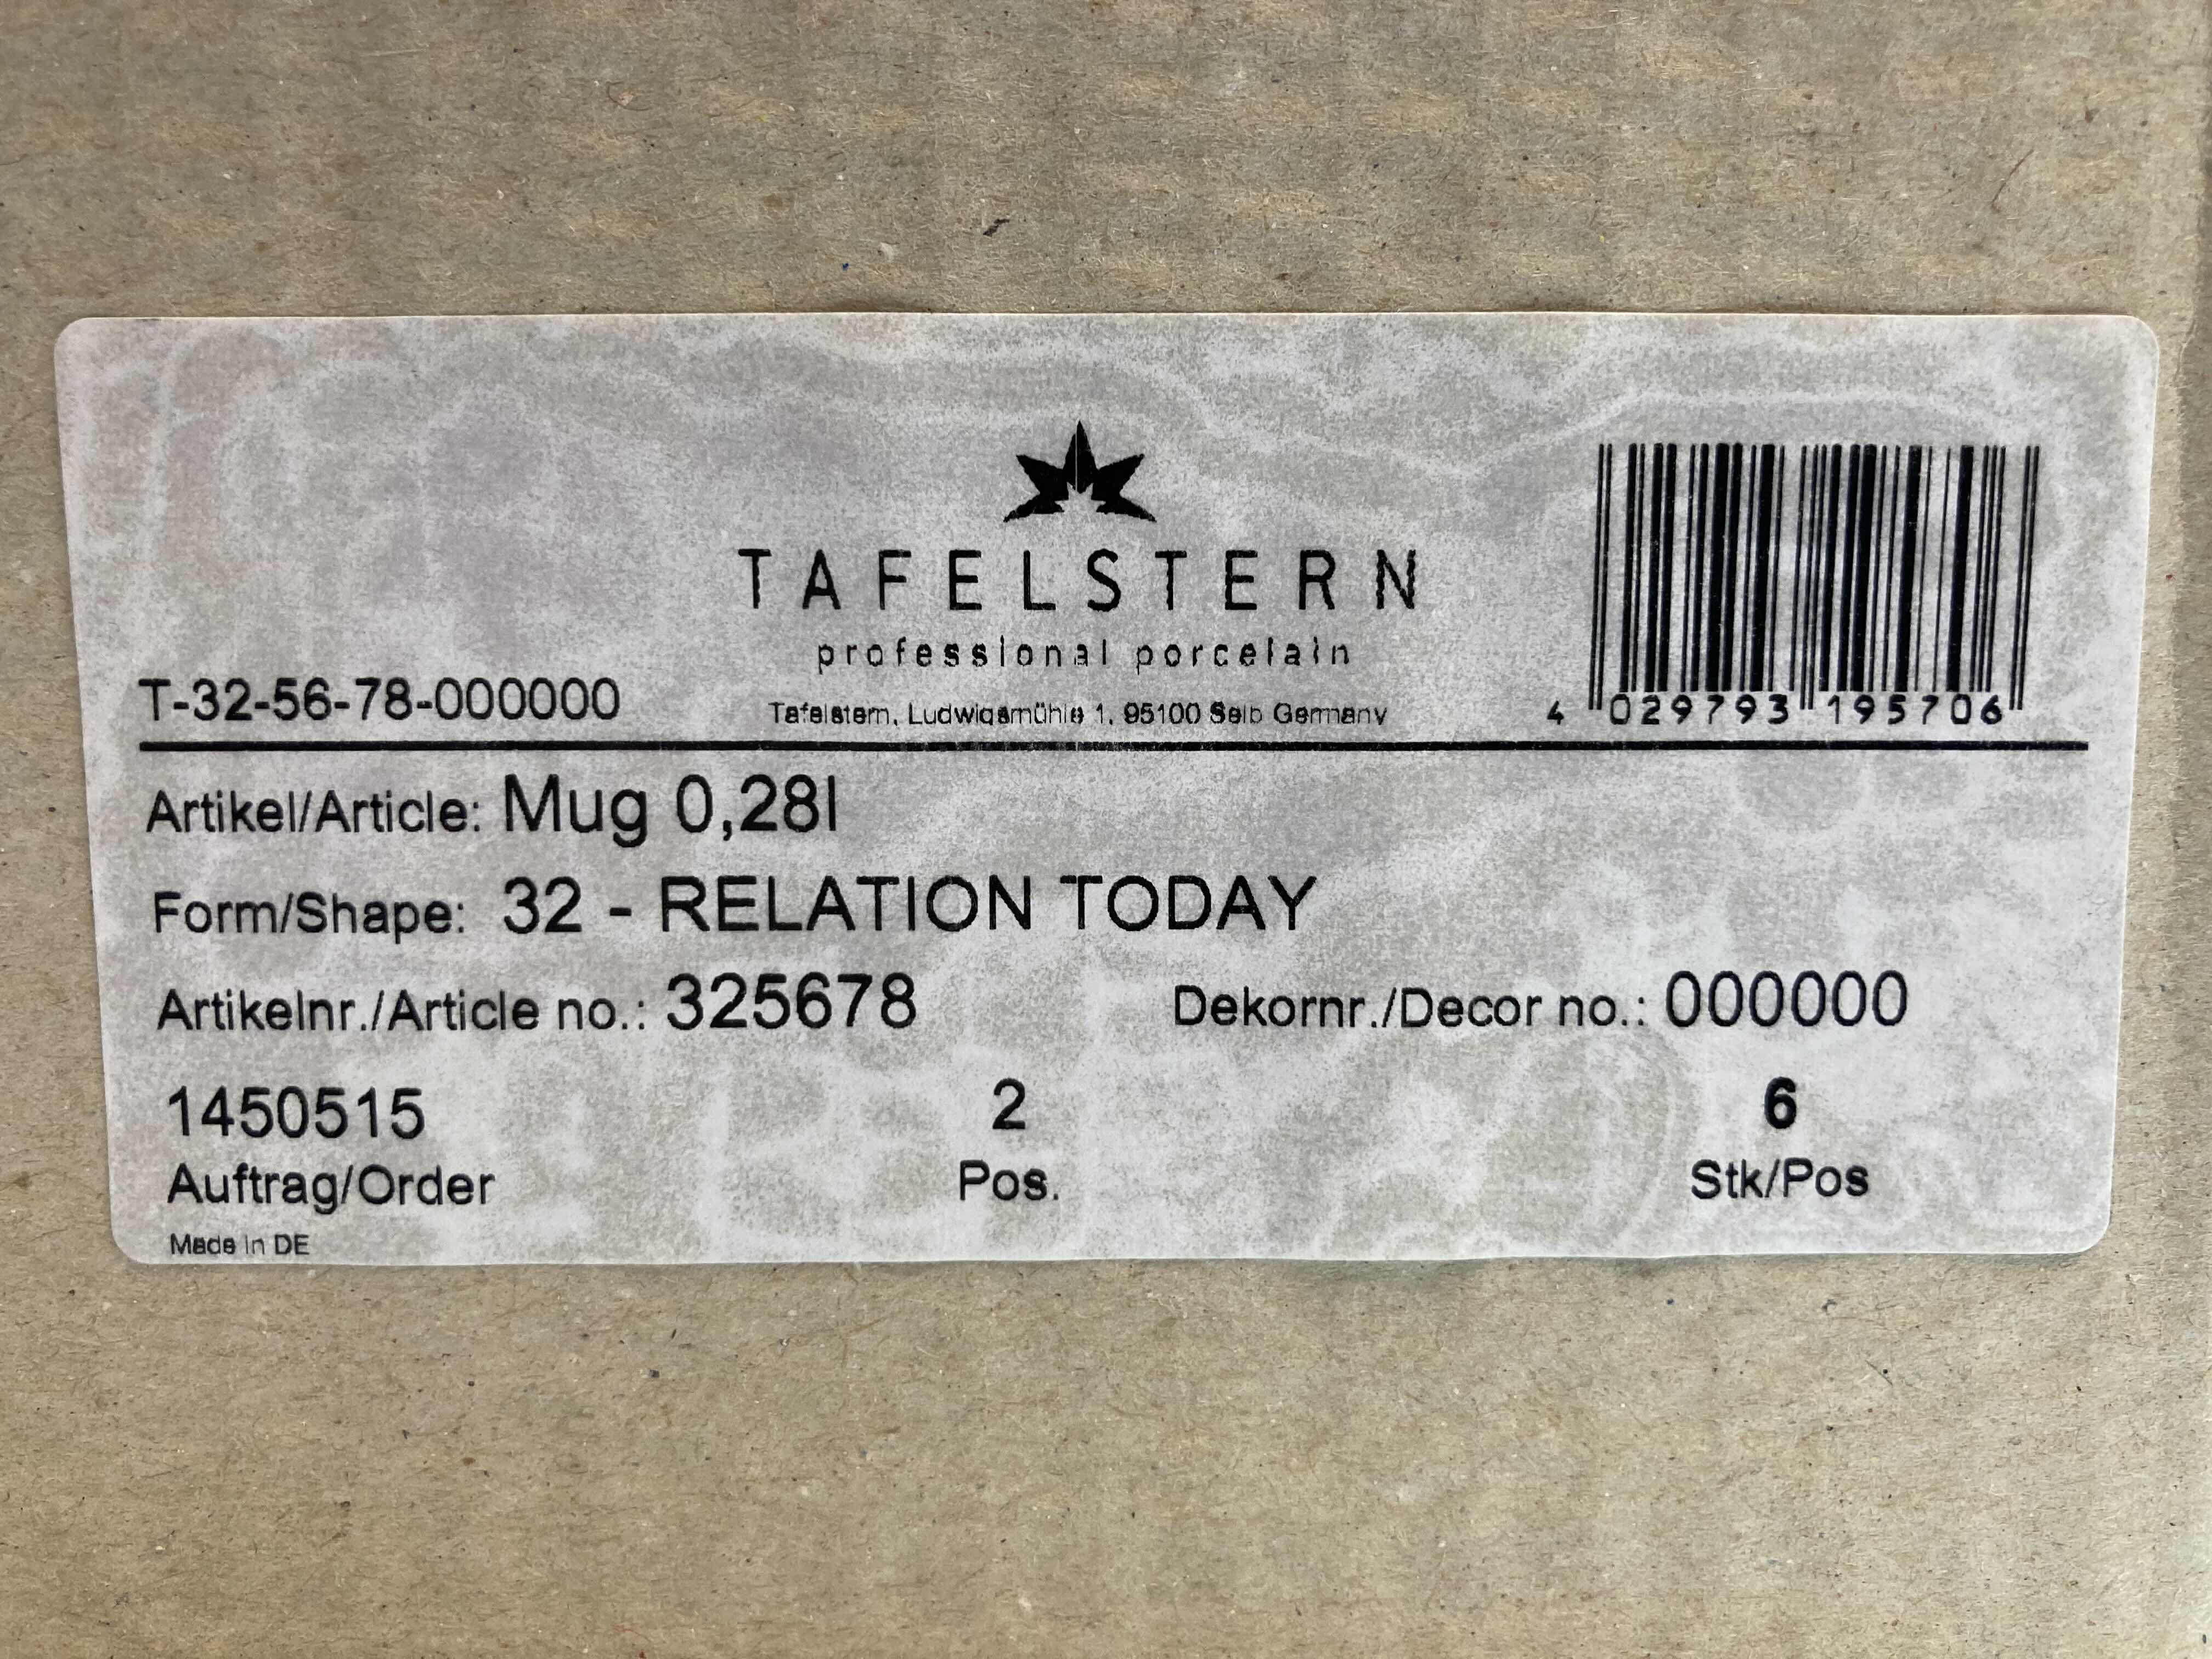 TAFELSTERN
professional porcelain
T-32-56-78-000000
Tafelstern, Ludwigsmühle 1, 95100 Selb Germany
4 029793 195706
Artikel/Article: Mug 0,28l
Form/Shape: 32 - RELATION TODAY
Artikelnr./Article no.: 325678 Dekornr./Decor no.: 000000
1450515 2 6
Auftrag/Order Pos. Stk/Pos
Made in DE